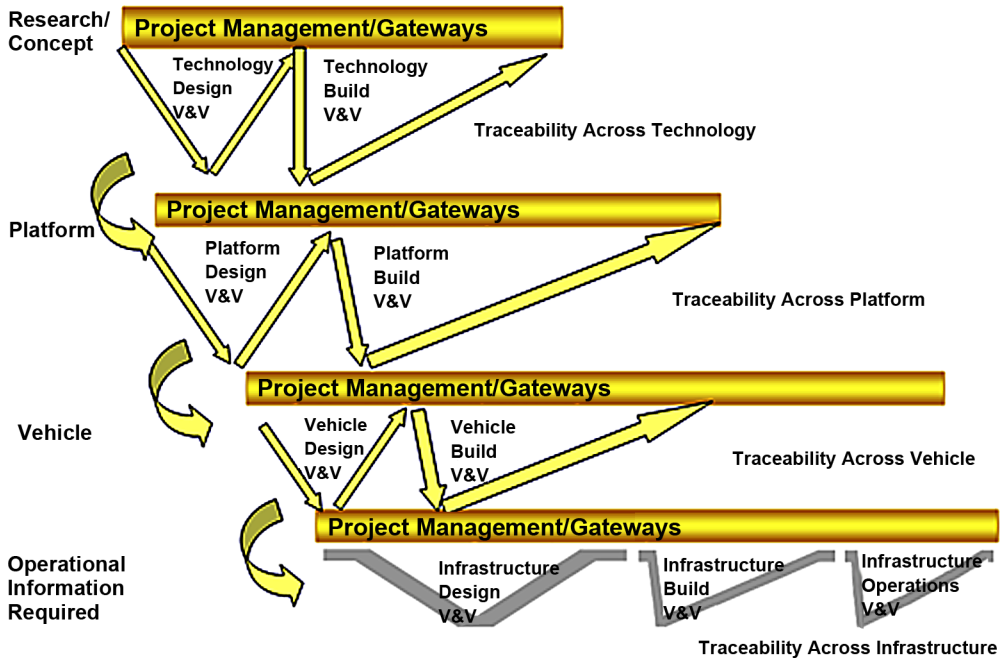 Research/
Concept
Project Management/Gateways
Technology
Design
V&V
Technology
Build
V&V
Traceability Across Technology
Platform
Project Management/Gateways
Platform
Design
V&V
Platform
Build
V&V
Traceability Across Platform
Vehicle
Project Management/Gateways
Vehicle
Design
V&V
Vehicle
Build
V&V
Traceability Across Vehicle
Operational
Information
Required
Project Management/Gateways
Infrastructure
Design
V&V
Infrastructure
Build
V&V
Infrastructure
Operations
V&V
Traceability Across Infrastructure